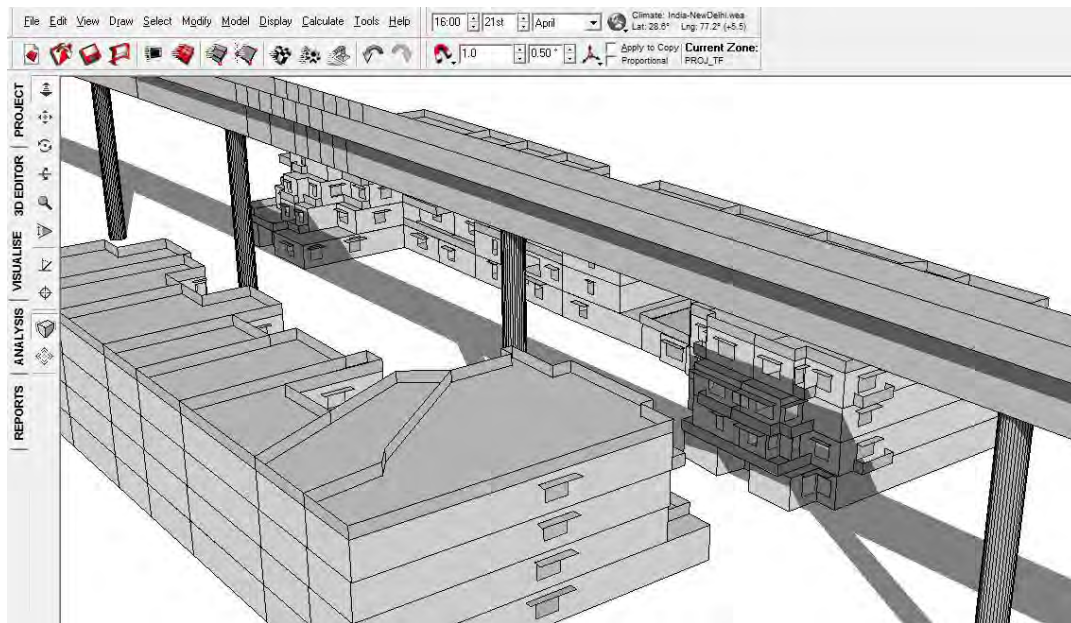 File Edit View Draw Select Modify Model Display Calculate Tools Help
16:00 21st April Climate: India-NewDelhi.wea
Lat: 28.6° Lng: 77.2° (+5.5)
1.0 0.50 ° Apply to Copy Current Zone:
Proportional PROJ_TF
PROJECT
3D EDITOR
VISUALISE
ANALYSIS
REPORTS